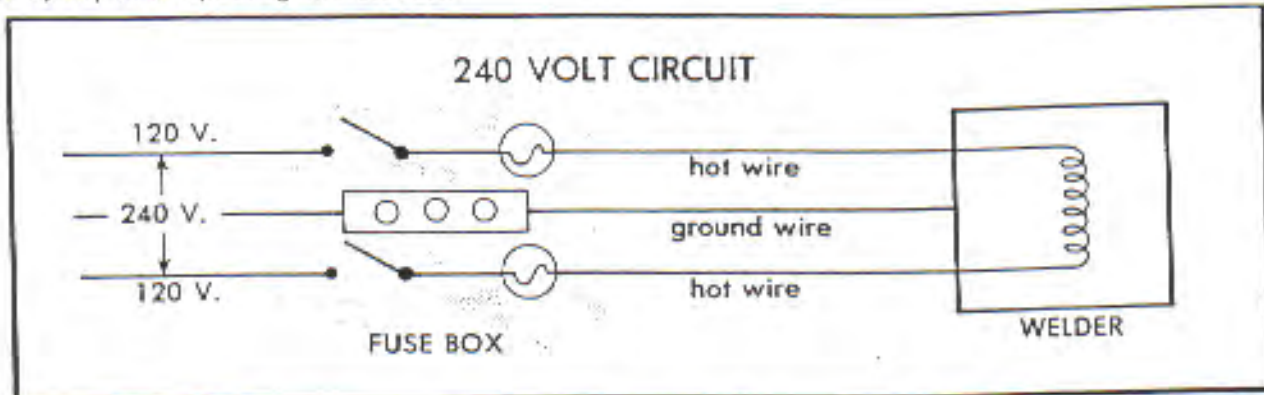 240 VOLT CIRCUIT
120 V.
hot wire
240 V.
ground wire
120 V.
hot wire
FUSE BOX
WELDER